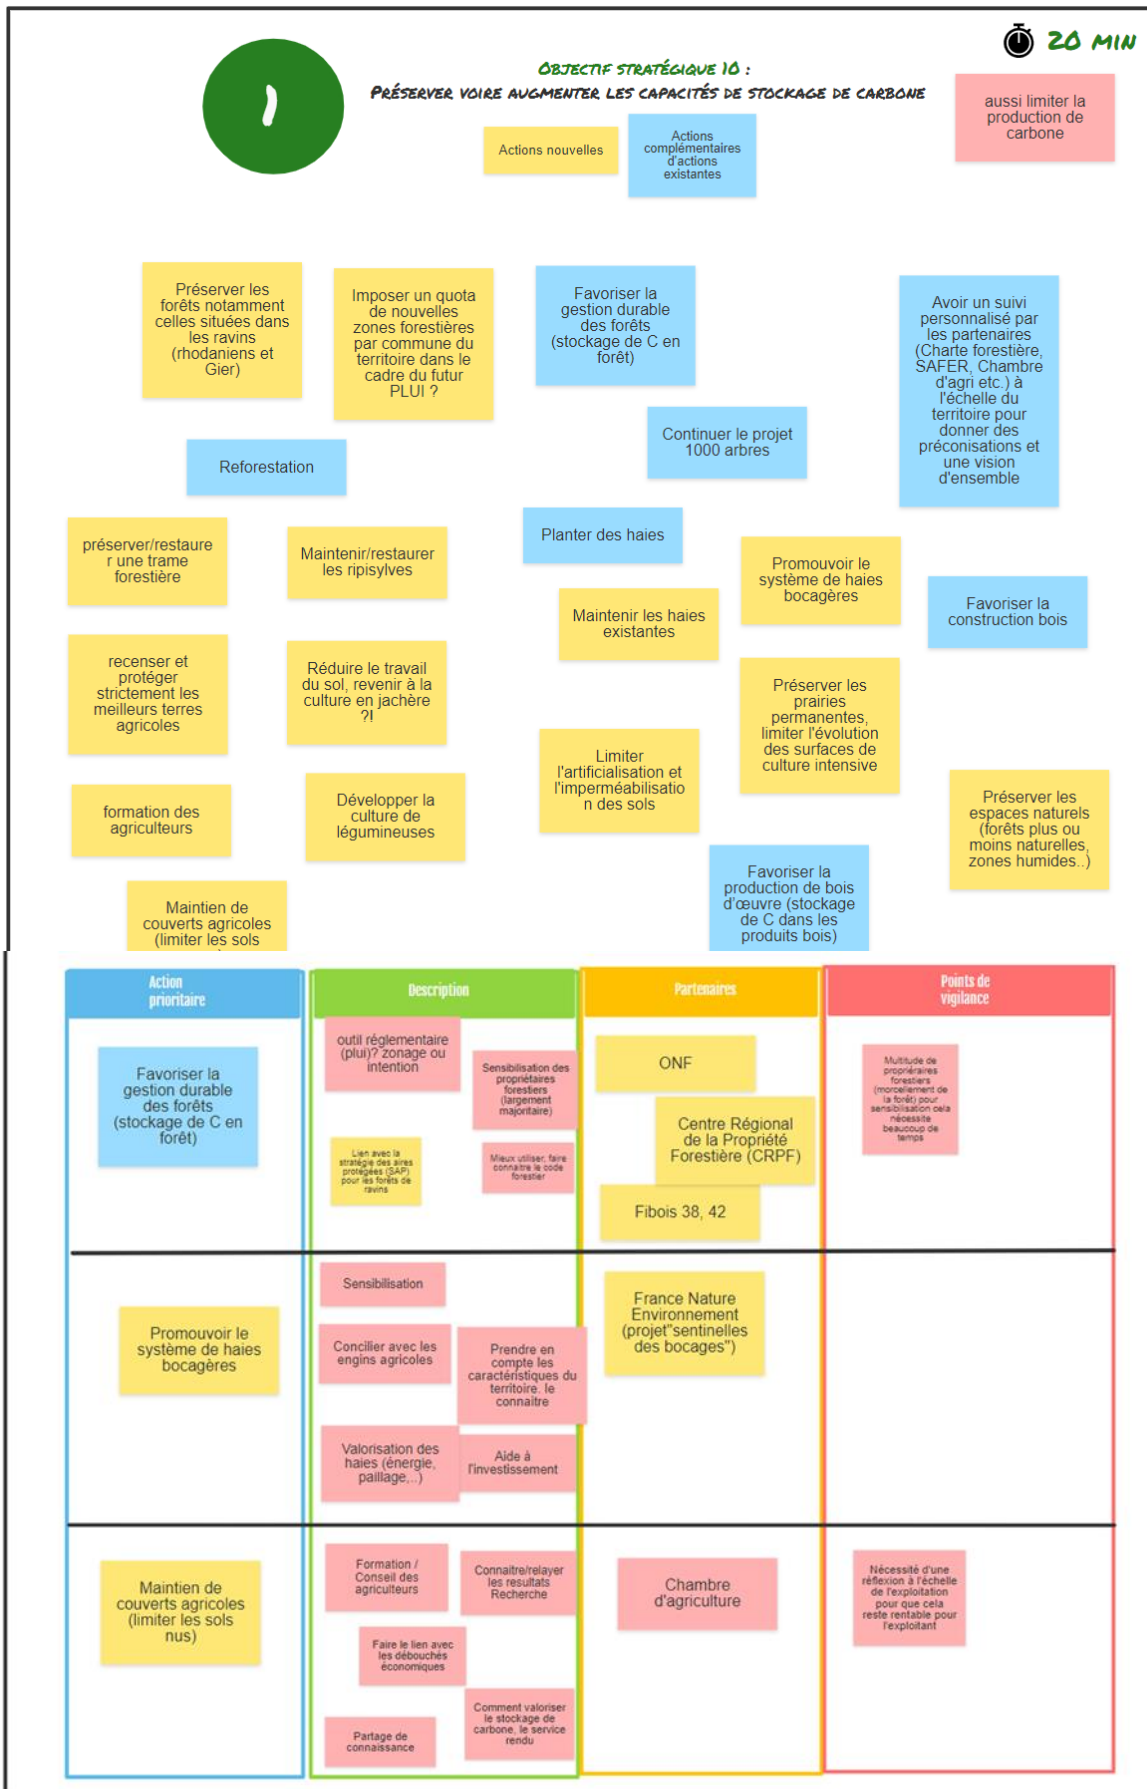 20 MIN
1
OBJECTIF STRATÉGIQUE 10 :
PRÉSERVER VOIRE AUGMENTER LES CAPACITÉS DE STOCKAGE DE CARBONE
aussi limiter la
production de
carbone
Actions nouvelles
Actions
complémentaires
d'actions
existantes
Préserver les
forêts notamment
celles situées dans
les ravins
(rhodaniens et
Gier)
Imposer un quota
de nouvelles
zones forestières
par commune du
territoire dans le
cadre du futur
PLUI ?
Favoriser la
gestion durable
des forêts
(stockage de C en
forêt)
Avoir un suivi
personnalisé par
les partenaires
(Charte forestière,
SAFER, Chambre
d'agri etc.) à
l'échelle du
territoire pour
donner des
préconisations et
une vision
d'ensemble
Reforestation
Continuer le projet
1000 arbres
préserver/restaure
r une trame
forestière
Maintenir/restaurer
les ripisylves
Planter des haies
Promouvoir le
système de haies
bocagères
Maintenir les haies
existantes
Favoriser la
construction bois
recenser et
protéger
strictement les
meilleurs terres
agricoles
Réduire le travail
du sol, revenir à la
culture en jachère
?!
Préserver les
prairies
permanentes,
limiter l'évolution
des surfaces de
culture intensive
Limiter
l'artificialisation et
l'imperméabilisatio
n des sols
formation des
agriculteurs
Développer la
culture de
légumineuses
Préserver les
espaces naturels
(forêts plus ou
moins naturelles,
zones humides..)
Favoriser la
production de bois
d'œuvre (stockage
de C dans les
produits bois)
Maintien de
couverts agricoles
(limiter les sols
Action
prioritaire
Description
Partenaires
Points de
vigilance
Favoriser la
gestion durable
des forêts
(stockage de C en
forêt)
outil réglementaire
(plui)? zonage ou
intention
Sensibilisation des
propriétaires
forestiers
(largement
majoritaire)
Lien avec la
stratégie des aires
protégées (SAP)
pour les forêts de
ravins
Mieux utiliser, faire
connaitre le code
forestier
ONF
Centre Régional
de la Propriété
Forestière (CRPF)
Fibois 38, 42
Multitude de
propriéraires
forestiers
(morcellement de
la forêt) pour
sensibilisation cela
nécessite
beaucoup de
temps
Promouvoir le
système de haies
bocagères
Sensibilisation
Concilier avec les
engins agricoles
Prendre en
compte les
caractéristiques du
territoire. le
connaitre
Valorisation des
haies (énergie,
paillage,..)
Aide à
l'investissement
France Nature
Environnement
(projet"sentinelles
des bocages")
Maintien de
couverts agricoles
(limiter les sols
nus)
Formation /
Conseil des
agriculteurs
Connaitre/relayer
les resultats
Recherche
Faire le lien avec
les débouchés
économiques
Comment valoriser
le stockage de
carbone, le service
rendu
Partage de
connaissance
Chambre
d'agriculture
Nécessité d'une
réflexion à l'échelle
de l'exploitation
pour que cela
reste rentable pour
l'exploitant